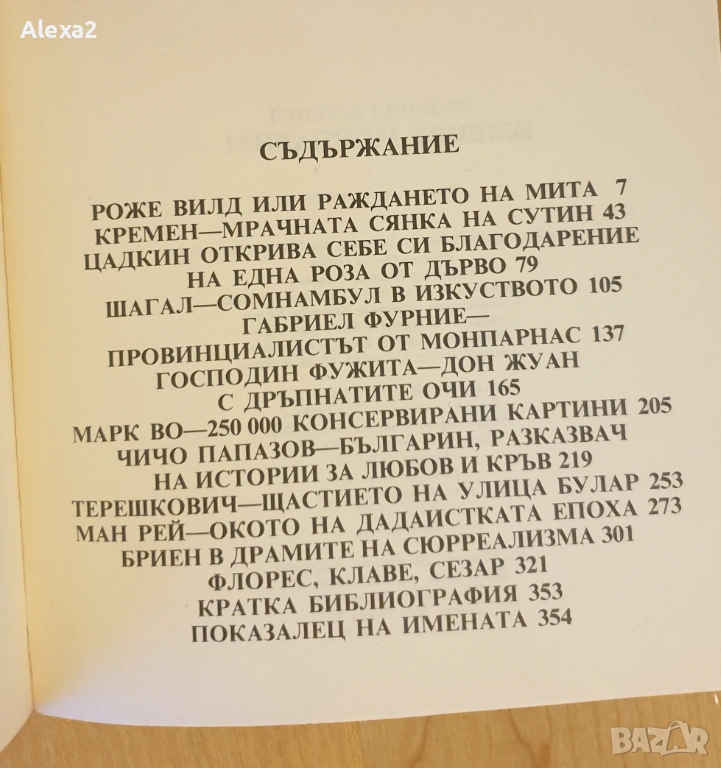 Alexa2
СЪДЪРЖАНИЕ
РОЖЕ ВИЛД ИЛИ РАЖДАНЕТО НА МИТА 7
КРЕМЕН—МРАЧНАТА СЯНКА НА СУТИН 43
ЦАДКИН ОТКРИВА СЕБЕ СИ БЛАГОДАРЕНИЕ
НА ЕДНА РОЗА ОТ ДЪРВО 79
ШАГАЛ—СОМНАМБУЛ В ИЗКУСТВОТО 105
ГАБРИЕЛ ФУРНИЕ—
ПРОВИНЦИАЛИСТЪТ ОТ МОНПАРНАС 137
ГОСПОДИН ФУЖИТА—ДОН ЖУАН
С ДРЪПНАТИТЕ ОЧИ 165
МАРК ВО—250 000 КОНСЕРВИРАНИ КАРТИНИ 205
ЧИЧО ПАПАЗОВ—БЪЛГАРИН, РАЗКАЗВАЧ
НА ИСТОРИИ ЗА ЛЮБОВ И КРЪВ 219
ТЕРЕШКОВИЧ—ЩАСТИЕТО НА УЛИЦА БУЛАР 253
МАН РЕЙ—ОКОТО НА ДАДАИСТКАТА ЕПОХА 273
БРИЕН В ДРАМИТЕ НА СЮРРЕАЛИЗМА 301
ФЛОРЕС, КЛАВЕ, СЕЗАР 321
КРАТКА БИБЛИОГРАФИЯ 353
ПОКАЗАЛЕЦ НА ИМЕНАТА 354
BAZAR